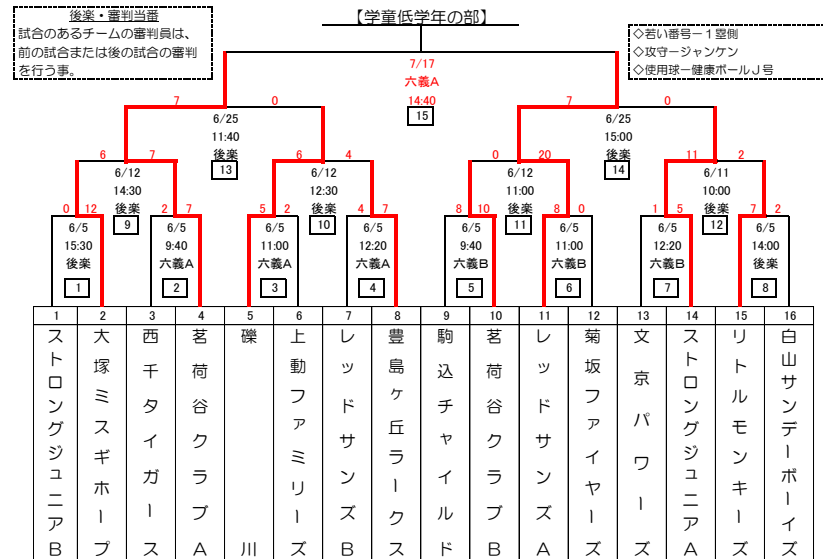 【学童低学年の部】
後楽・審判当番
試合のあるチームの審判員は、
前の試合または後の試合の審判
を行う事。
◇若い番号－１塁側
◇攻守－ジャンケン
◇使用球－健康ボールＪ号
7/17
六義A
14:40
15
7 0
6/25
11:40
後楽
13
7 0
6/25
15:00
後楽
14
6 7
6/12
14:30
後楽
9
6 4
6/12
12:30
後楽
10
0 20
6/12
11:00
後楽
11
11 2
6/11
10:00
後楽
12
0 12
6/5
15:30
後楽
1
2 7
6/5
9:40
六義A
2
5 2
6/5
11:00
六義A
3
4 7
6/5
12:20
六義A
4
8 10
6/5
9:40
六義B
5
8 0
6/5
11:00
六義B
6
1 5
6/5
12:20
六義B
7
7 2
6/5
14:00
後楽
8
1
ストロングジュニアB
2
大塚ミスギホープ
3
西千タイガース
4
茗荷谷クラブA
5
礫川
6
上動ファミリーズ
7
レッドサンズB
8
豊島ヶ丘ラークス
9
駒込チャイルド
10
茗荷谷クラブB
11
レッドサンズA
12
菊坂ファイヤーズ
13
文京パワーズ
14
ストロングジュニアA
15
リトルモンキーズ
16
白山サンデーボーイズ